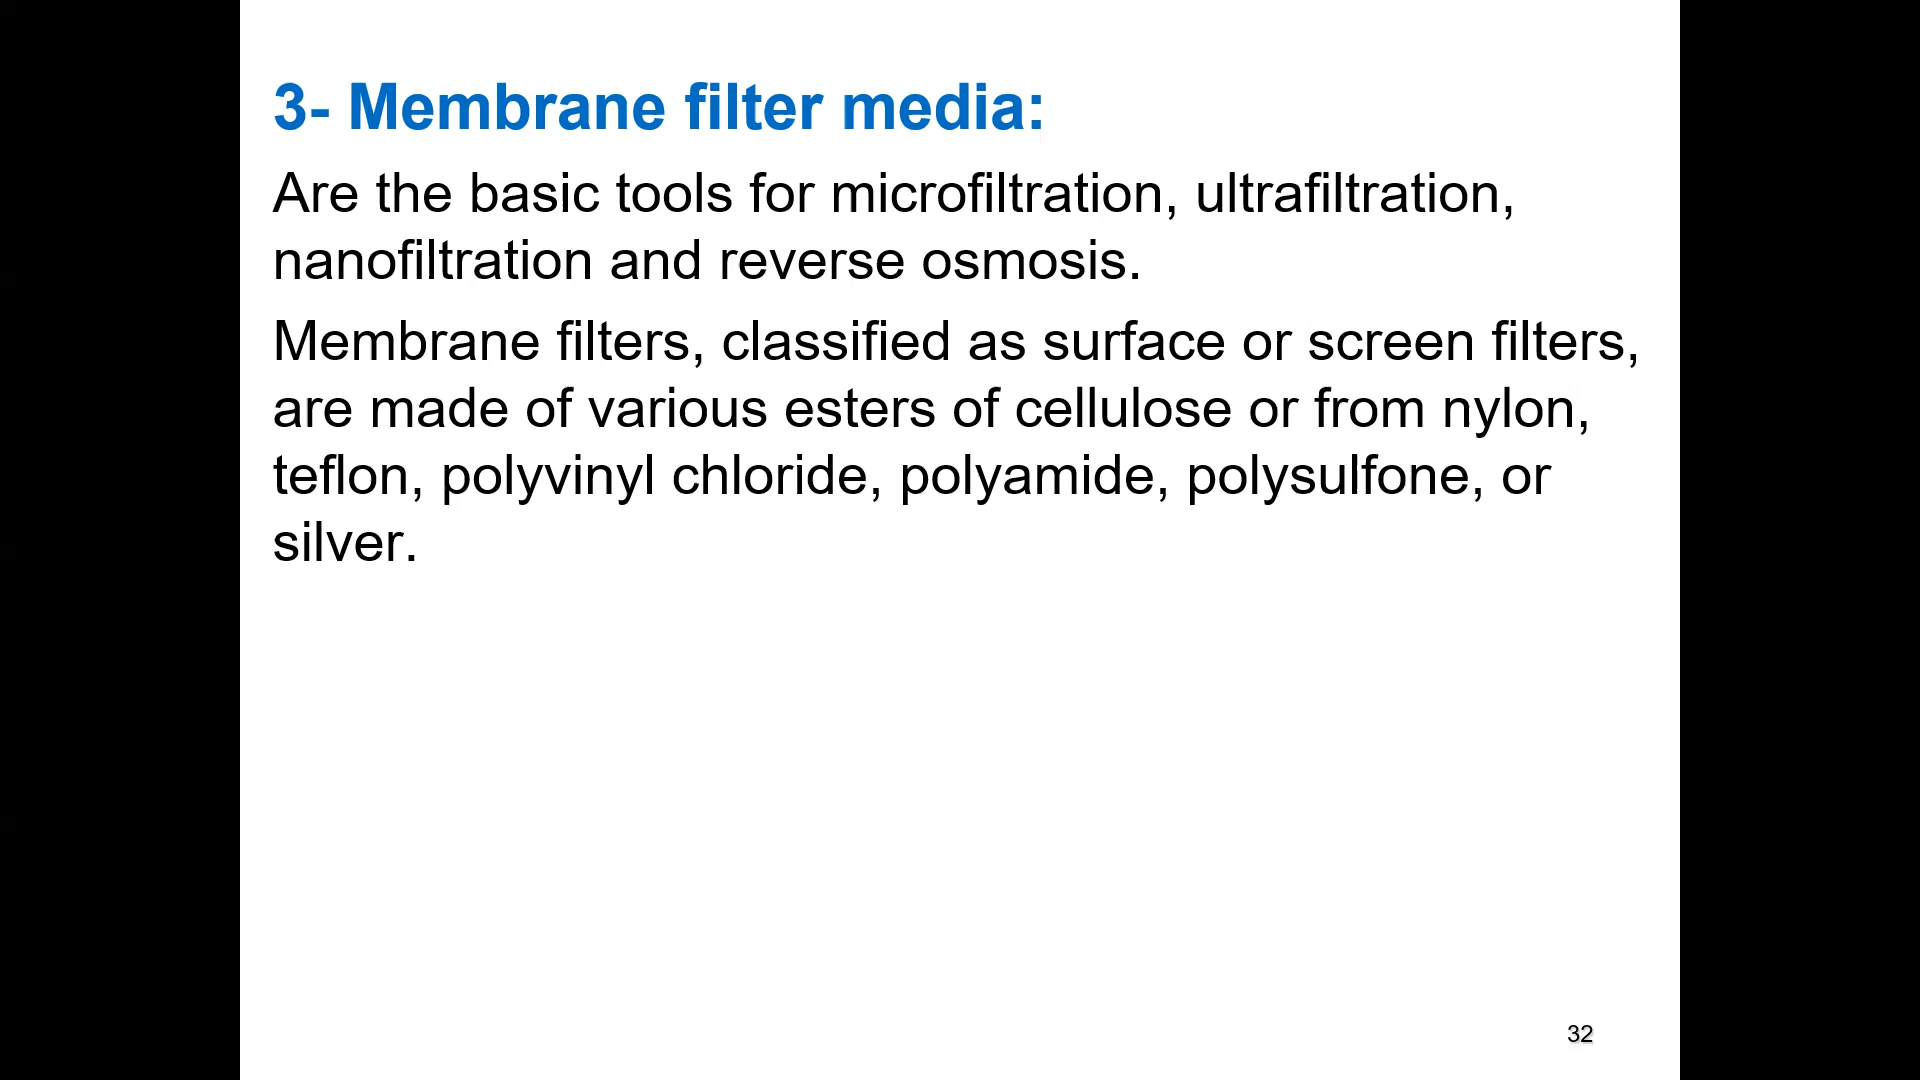 3- Membrane filter media:
Are the basic tools for microfiltration, ultrafiltration,
nanofiltration and reverse osmosis.
Membrane filters, classified as surface or screen filters,
are made of various esters of cellulose or from nylon,
teflon, polyvinyl chloride, polyamide, polysulfone, or
silver.
32